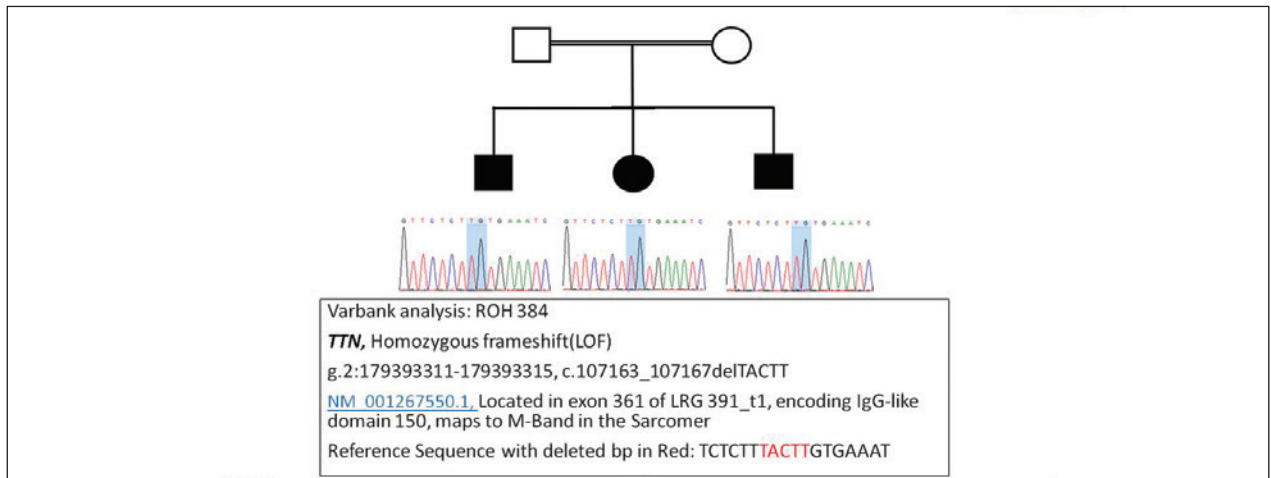 G T T C T C T T G T G A A A T C
G T T C T C T T G T G A A A T C
G T T C T C T T G T G A A A T C
Varbank analysis: ROH 384
TTN, Homozygous frameshift(LOF)
g.2:179393311-179393315, c.107163_107167delTACTT
NM_001267550.1, Located in exon 361 of LRG 391_t1, encoding IgG-like
domain 150, maps to M-Band in the Sarcomer
Reference Sequence with deleted bp in Red: TCTCTTTACTTGTGAAAT